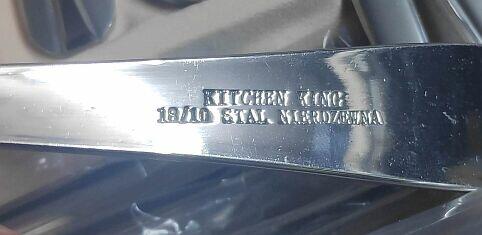 KITCHEN KING
18/10 STAL NIERDZEWNA